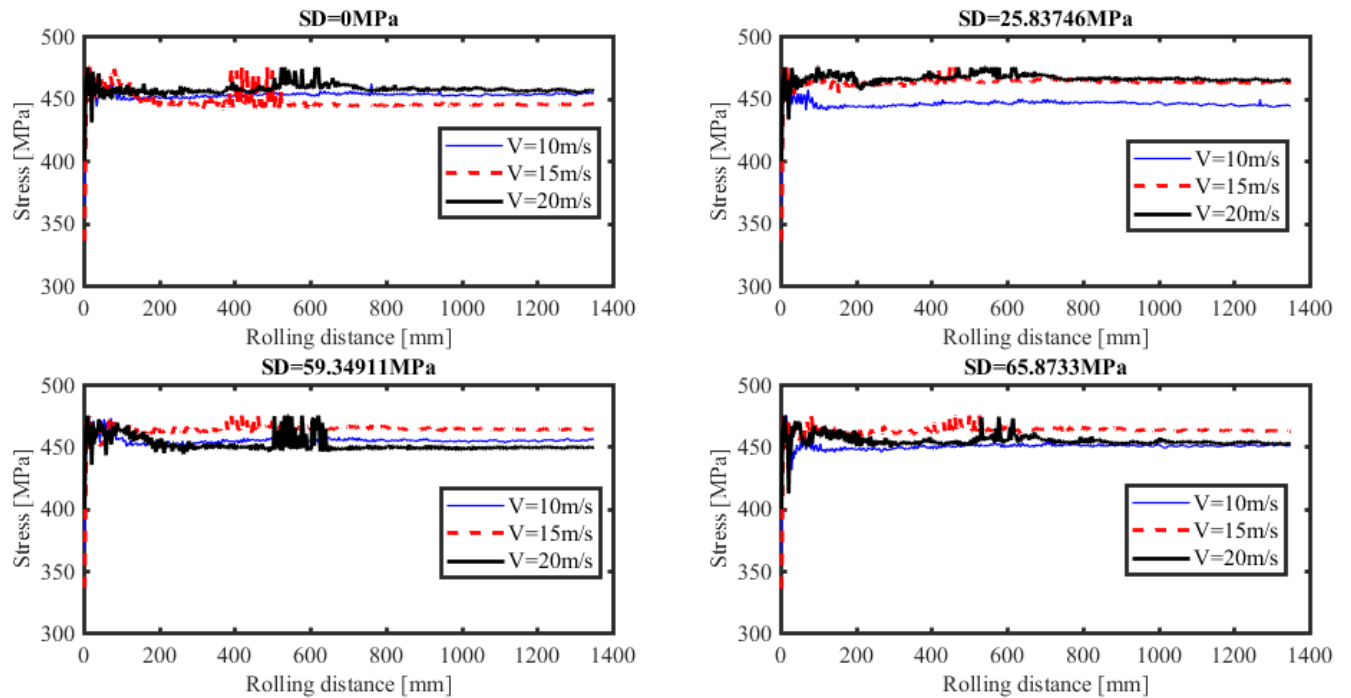 SD=0MPa
500
450
400
350
300
Stress [MPa]
V=10m/s
V=15m/s
V=20m/s
0 200 400 600 800 1000 1200 1400
Rolling distance [mm]
SD=25.83746MPa
500
450
400
350
300
Stress [MPa]
V=10m/s
V=15m/s
V=20m/s
0 200 400 600 800 1000 1200 1400
Rolling distance [mm]
SD=59.34911MPa
500
450
400
350
300
Stress [MPa]
V=10m/s
V=15m/s
V=20m/s
0 200 400 600 800 1000 1200 1400
Rolling distance [mm]
SD=65.8733MPa
500
450
400
350
300
Stress [MPa]
V=10m/s
V=15m/s
V=20m/s
0 200 400 600 800 1000 1200 1400
Rolling distance [mm]